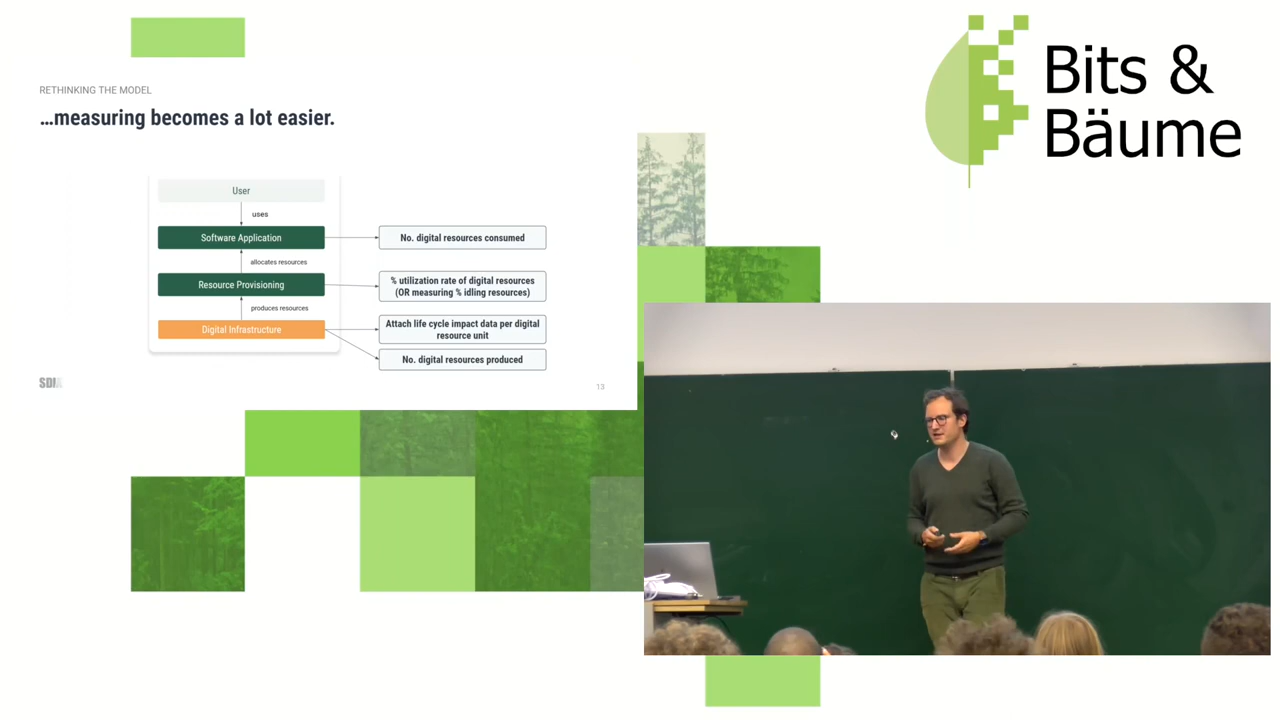 RETHINKING THE MODEL
...measuring becomes a lot easier.
User
uses
Software Application
No. digital resources consumed
allocates resources
Resource Provisioning
% utilization rate of digital resources
(OR measuring % idling resources)
produces resources
Digital Infrastructure
Attach life cycle impact data per digital
resource unit
No. digital resources produced
SDIA
13
Bits &
Bäume